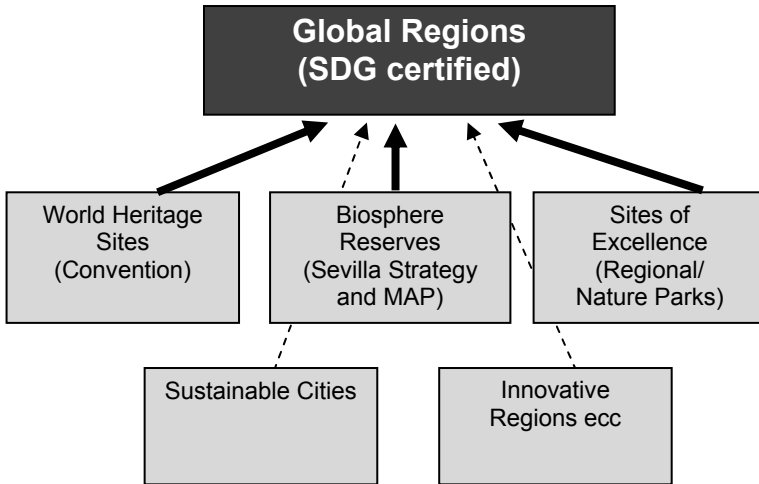 Global Regions
(SDG certified)
World Heritage
Sites
(Convention)
Biosphere
Reserves
(Sevilla Strategy
and MAP)
Sites of
Excellence
(Regional/
Nature Parks)
Sustainable Cities
Innovative
Regions ecc